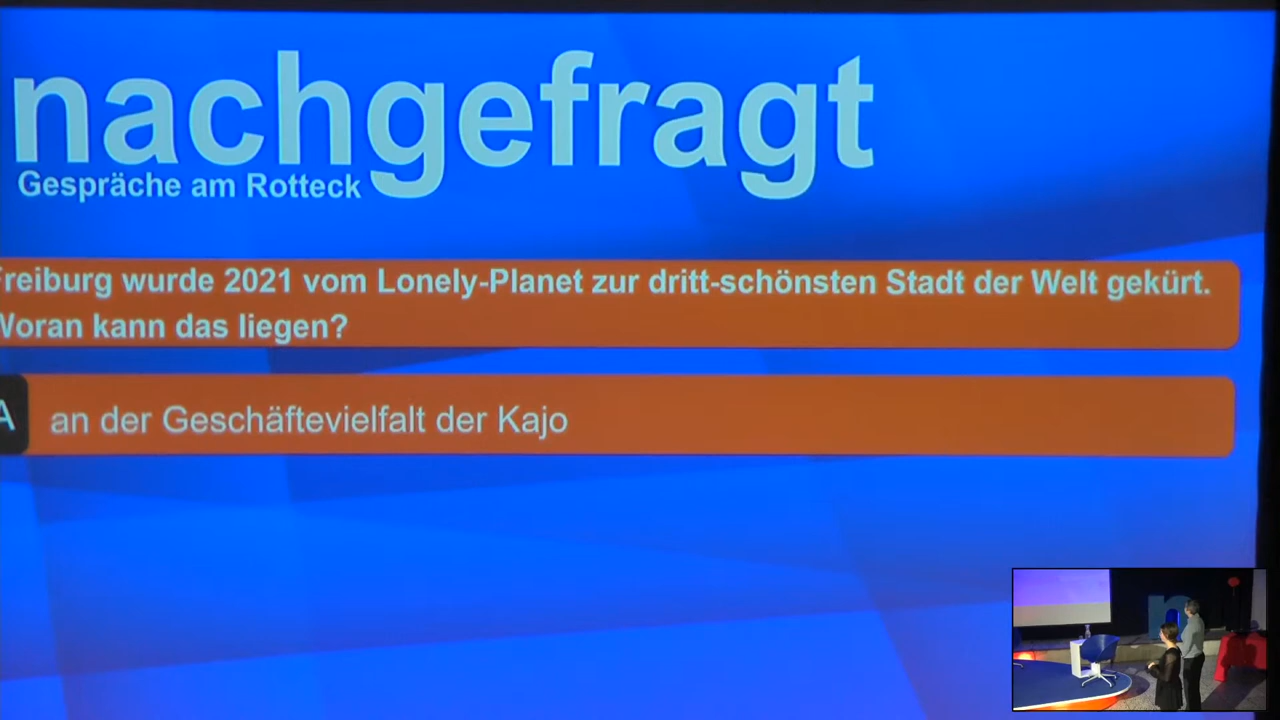 nachgefragt
Gespräche am Rotteck
Freiburg wurde 2021 vom Lonely-Planet zur dritt-schönsten Stadt der Welt gekürt.
Woran kann das liegen?
A an der Geschäftevielfalt der Kajo
n